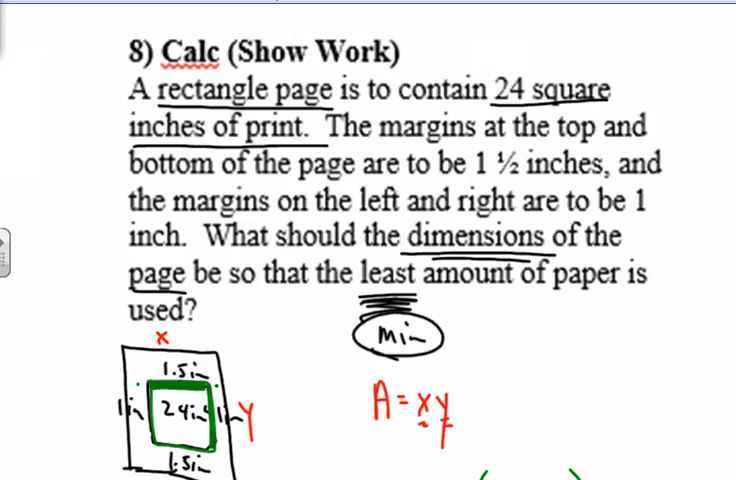 8) Calc (Show Work)
A rectangle page is to contain 24 square
inches of print. The margins at the top and
bottom of the page are to be 1 ½ inches, and
the margins on the left and right are to be 1
inch. What should the dimensions of the
page be so that the least amount of paper is
used?
x
Min
1.5in
A = xy
1in 24in² 1in Y
1.5in